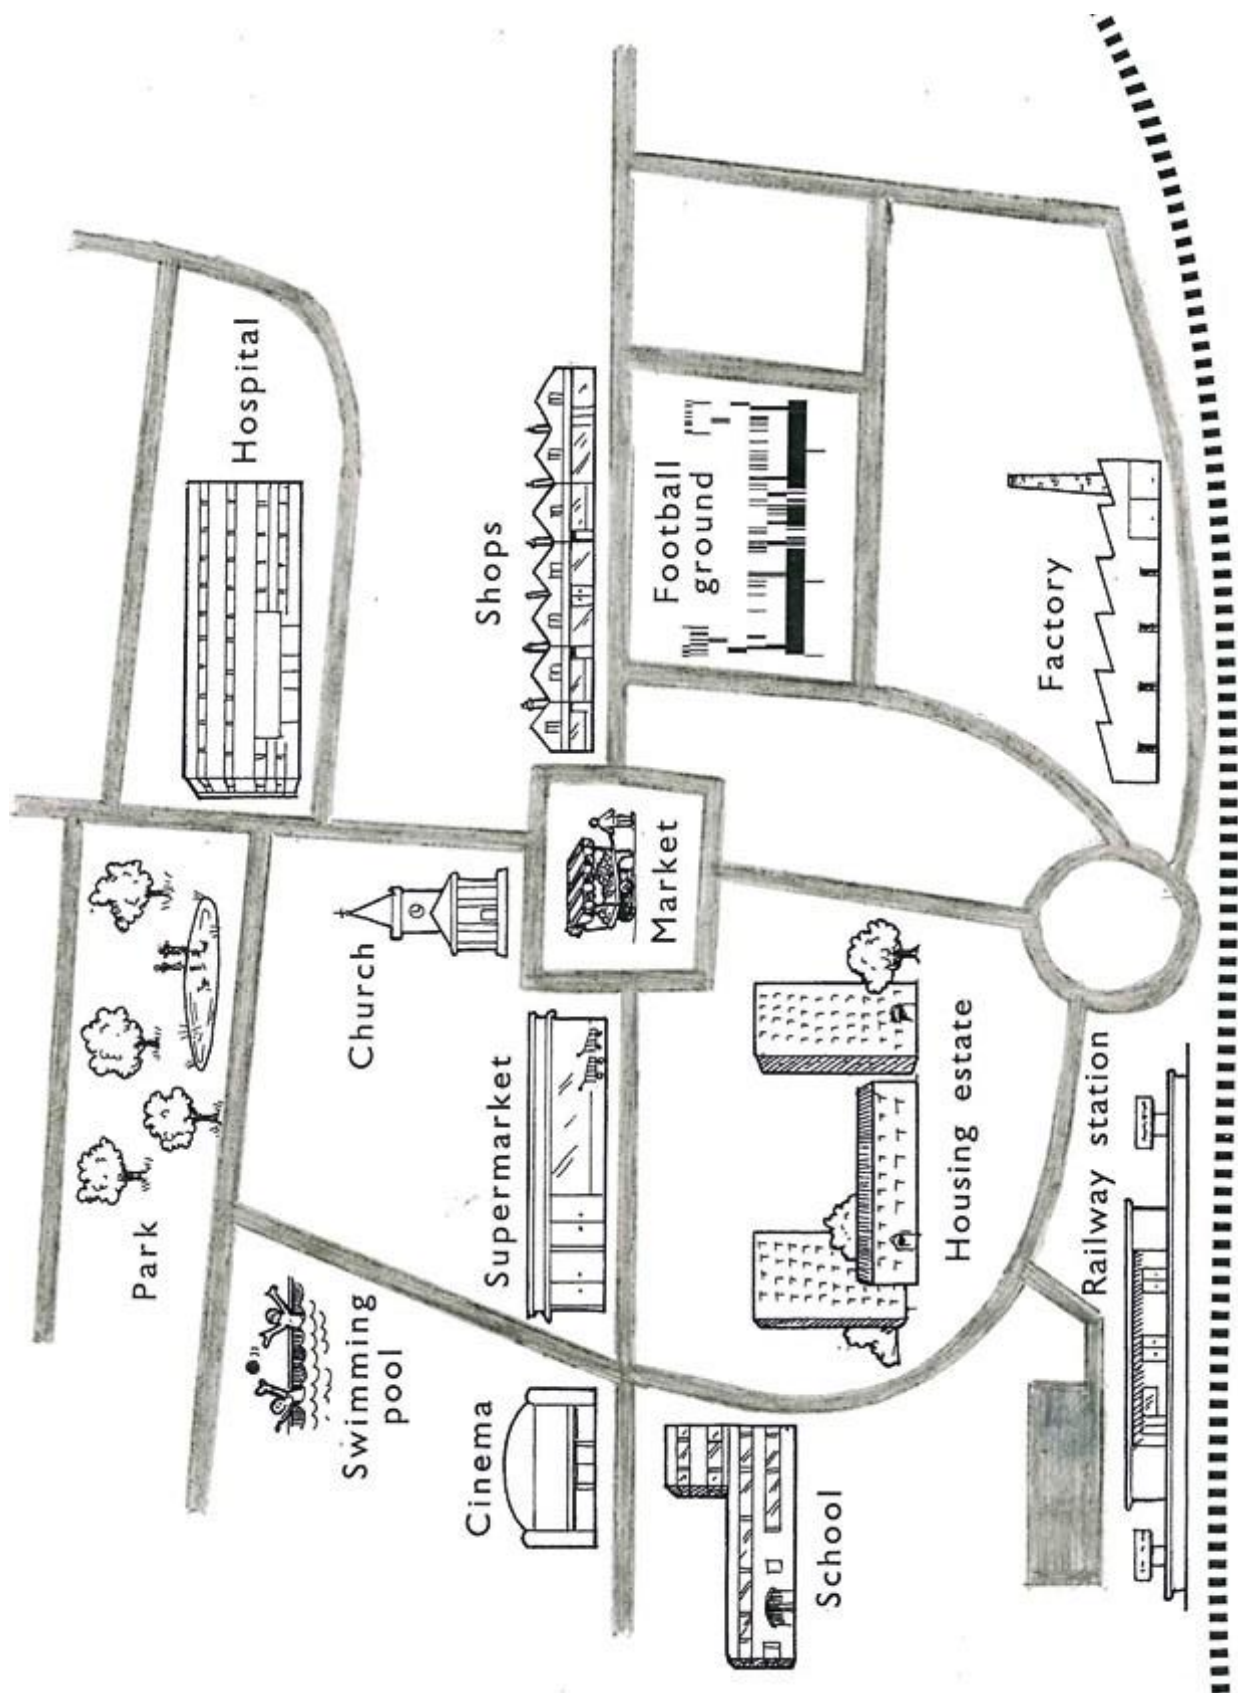 Park
Hospital
Swimming
pool
Church
Cinema
Supermarket
Shops
Market
Football
ground
School
Housing estate
Factory
Railway station